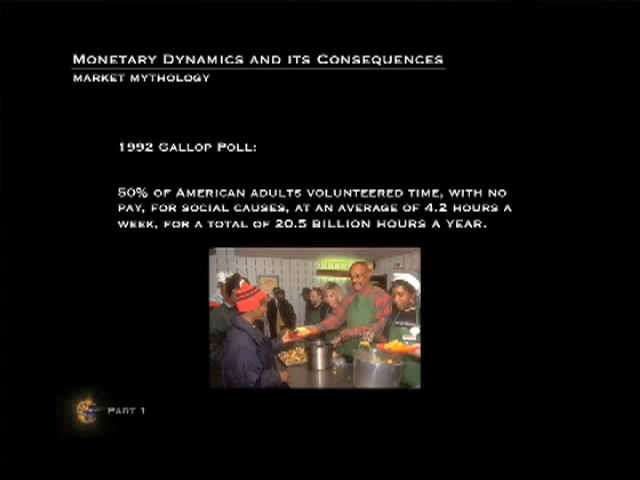 Monetary Dynamics and its Consequences
market mythology
1992 Gallop Poll:
50% of American adults volunteered time, with no
pay, for social causes, at an average of 4.2 hours a
week, for a total of 20.5 billion hours a year.
Part 1